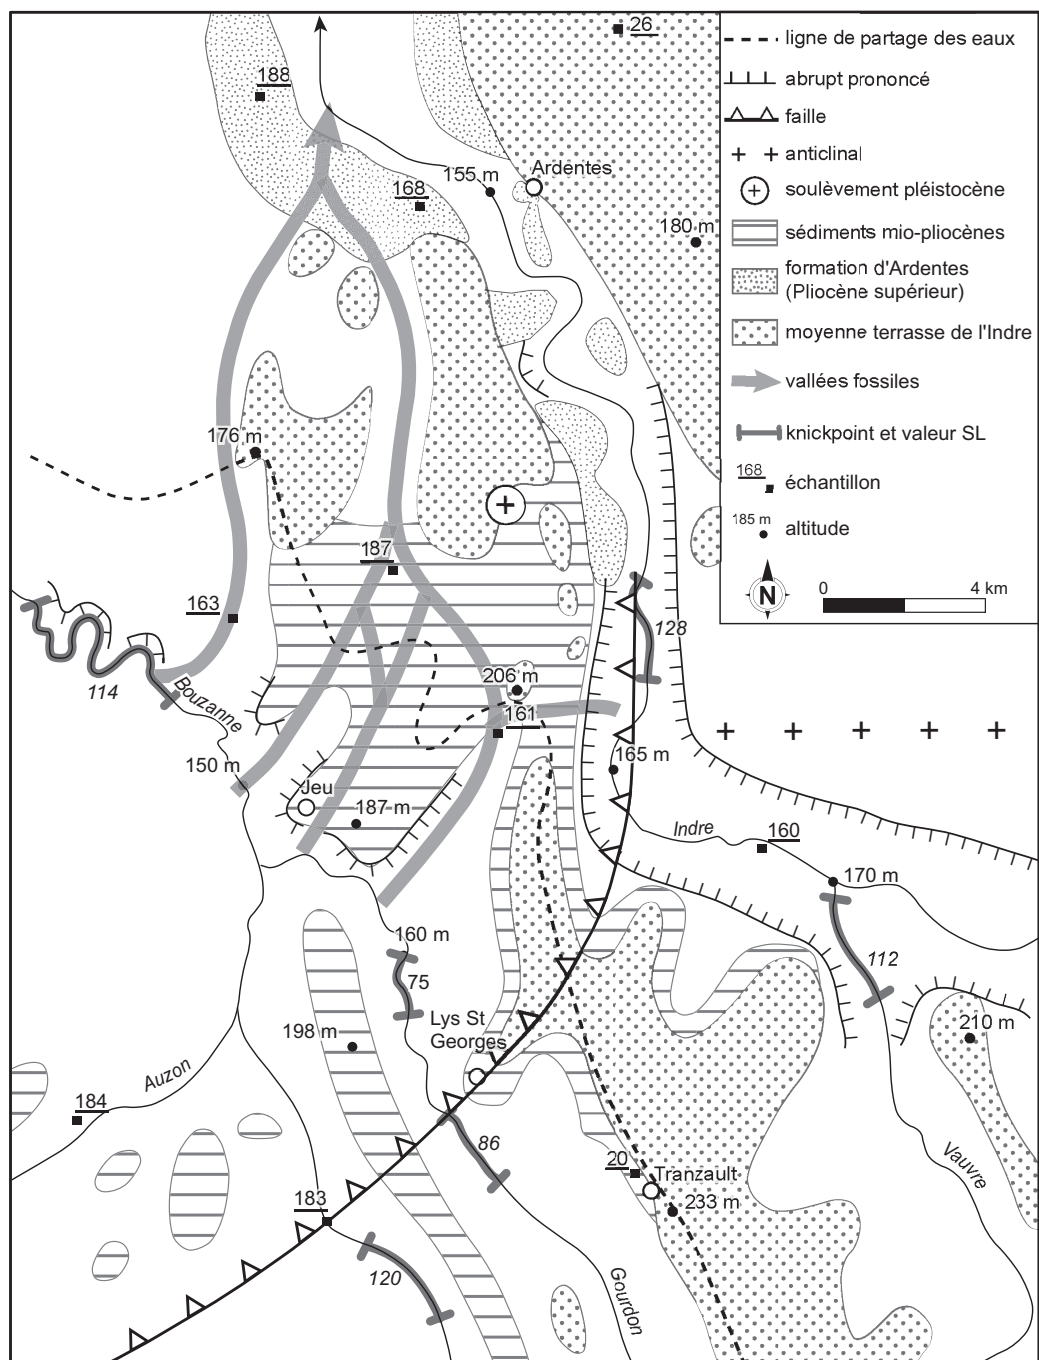 26
ligne de partage des eaux
188
abrupt prononcé
faille
anticlinal
155 m
Ardentes
168
soulèvement pléistocène
180 m
sédiments mio-pliocènes
formation d'Ardentes
(Pliocène supérieur)
moyenne terrasse de l'Indre
vallées fossiles
176 m
knickpoint et valeur SL
168
échantillon
185 m
altitude
187
N
0
4 km
163
128
114
Bouzanne
206 m
161
150 m
165 m
Jeu
187 m
Indre
160
170 m
160 m
75
112
Lys St
Georges
198 m
210 m
Auzon
184
86
20
Tranzault
Vauvre
183
233 m
120
Gourdon